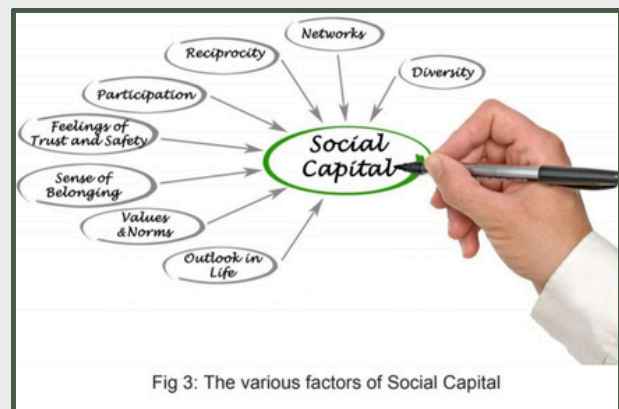 Networks
Reciprocity
Diversity
Participation
Feelings of
Trust and Safety
Social
Capital
Sense of
Belonging
Values
&Norms
Outlook in
Life
Fig 3: The various factors of Social Capital